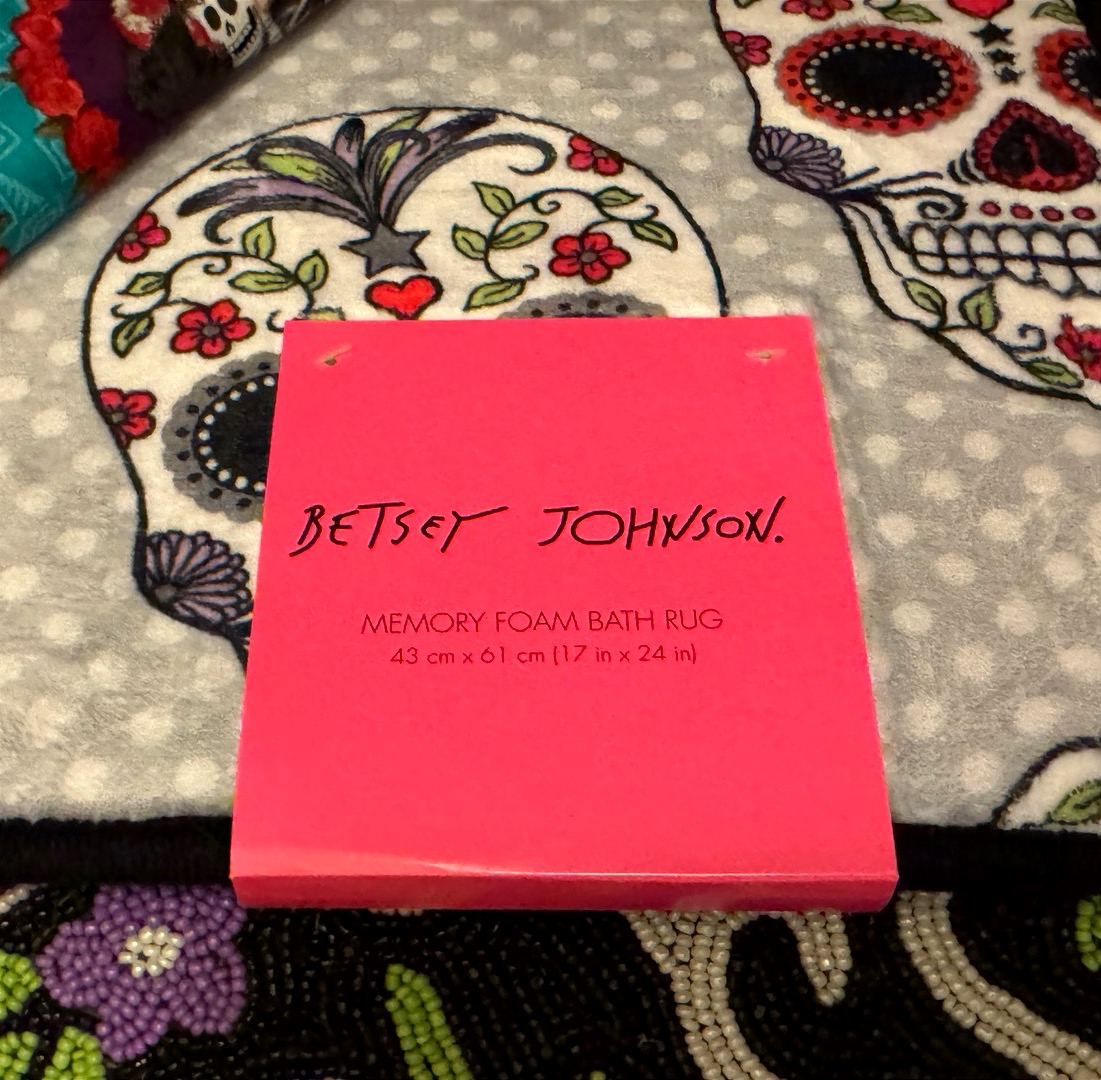 BETSEY JOHNSON.
MEMORY FOAM BATH RUG
43 cm x 61 cm (17 in x 24 in)